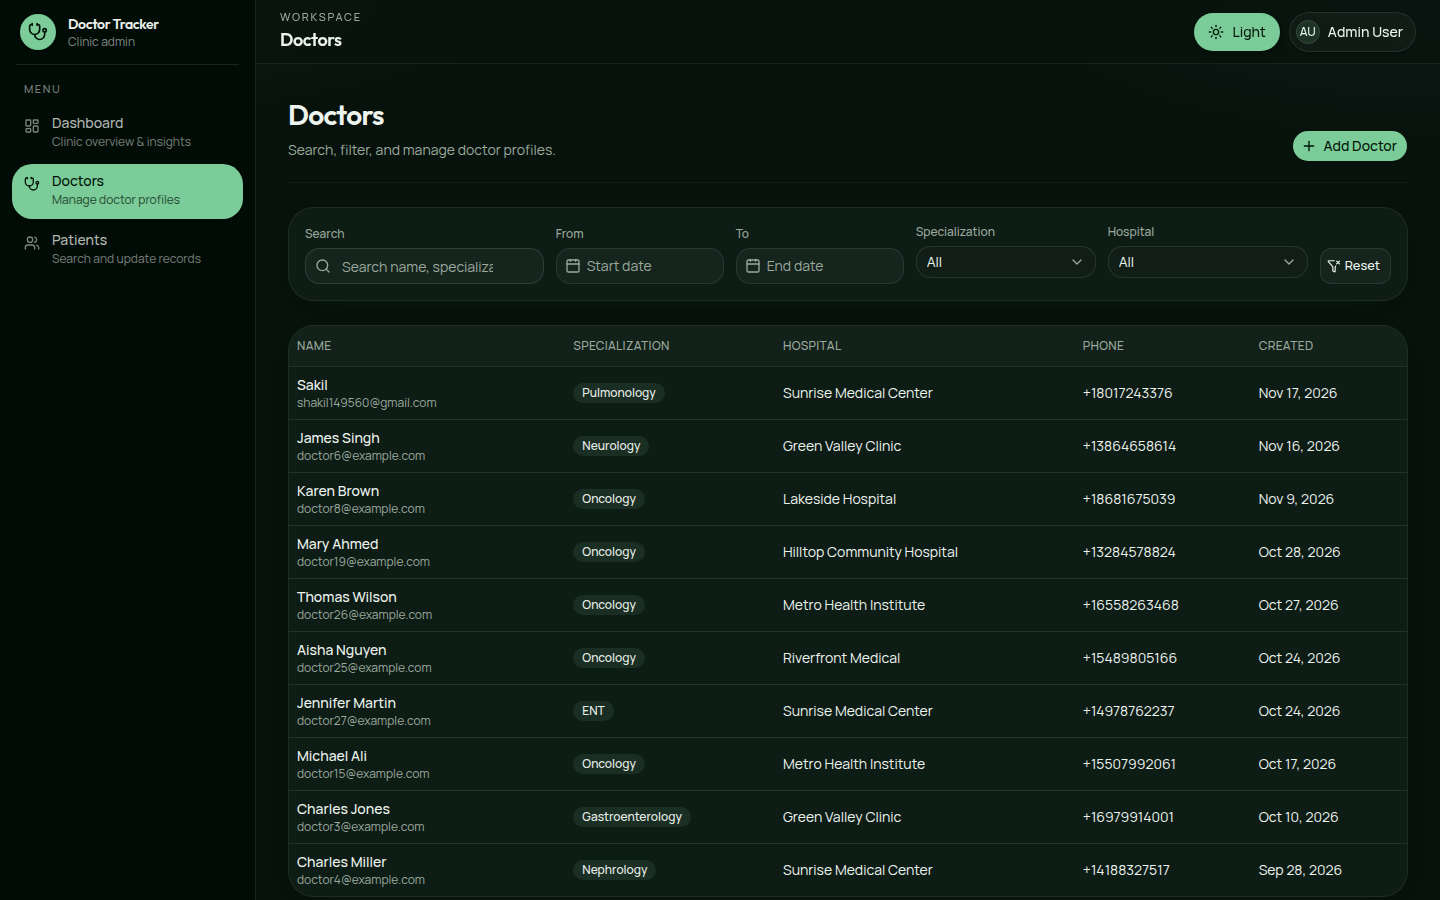 Doctor Tracker
Clinic admin
MENU
Dashboard
Clinic overview & insights
Doctors
Manage doctor profiles
Patients
Search and update records
WORKSPACE
Doctors
Light
AU Admin User
Doctors
Search, filter, and manage doctor profiles.
Add Doctor
Search From To Specialization Hospital
Search name, specializa Start date End date All All Reset
NAME SPECIALIZATION HOSPITAL PHONE CREATED
Sakil
shakil149560@gmail.com
Pulmonology Sunrise Medical Center +18017243376 Nov 17, 2026
James Singh
doctor6@example.com
Neurology Green Valley Clinic +13864658614 Nov 16, 2026
Karen Brown
doctor8@example.com
Oncology Lakeside Hospital +18681675039 Nov 9, 2026
Mary Ahmed
doctor19@example.com
Oncology Hilltop Community Hospital +13284578824 Oct 28, 2026
Thomas Wilson
doctor26@example.com
Oncology Metro Health Institute +16558263468 Oct 27, 2026
Aisha Nguyen
doctor25@example.com
Oncology Riverfront Medical +15489805166 Oct 24, 2026
Jennifer Martin
doctor27@example.com
ENT Sunrise Medical Center +14978762237 Oct 24, 2026
Michael Ali
doctor15@example.com
Oncology Metro Health Institute +15507992061 Oct 17, 2026
Charles Jones
doctor3@example.com
Gastroenterology Green Valley Clinic +16979914001 Oct 10, 2026
Charles Miller
doctor4@example.com
Nephrology Sunrise Medical Center +14188327517 Sep 28, 2026